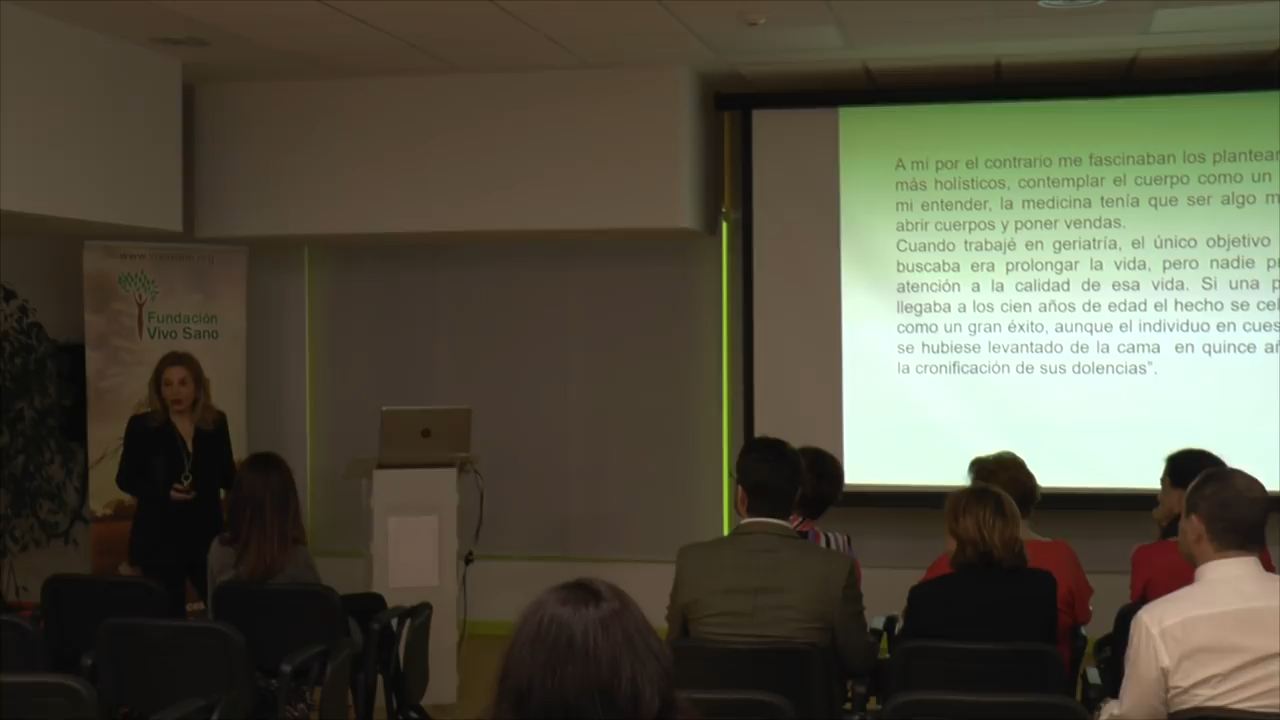 Fundación
Vivo Sano
A mí por el contrario me fascinaban los plantear
más holísticos, contemplar el cuerpo como un
mi entender, la medicina tenía que ser algo m
abrir cuerpos y poner vendas.
Cuando trabajé en geriatría, el único objetivo
buscaba era prolongar la vida, pero nadie pr
atención a la calidad de esa vida. Si una p
llegaba a los cien años de edad el hecho se cel
como un gran éxito, aunque el individuo en cues
se hubiese levantado de la cama en quince añ
la cronificación de sus dolencias”.